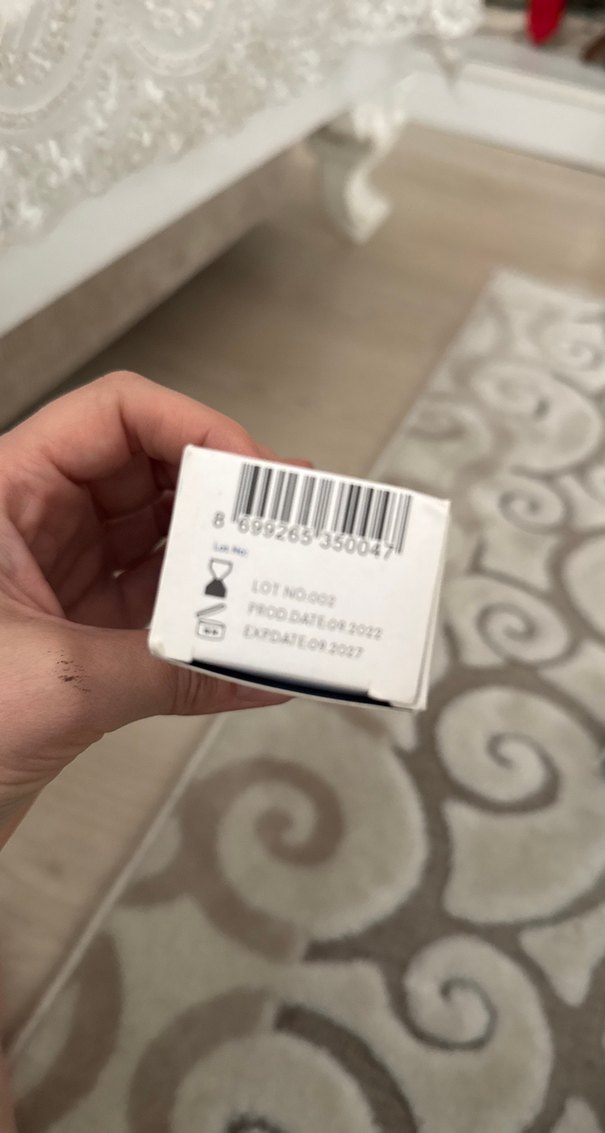 8 699265 350047
Lot No:
LOT NO.002
PROD.DATE:09.2022
EXP.DATE:09.2027